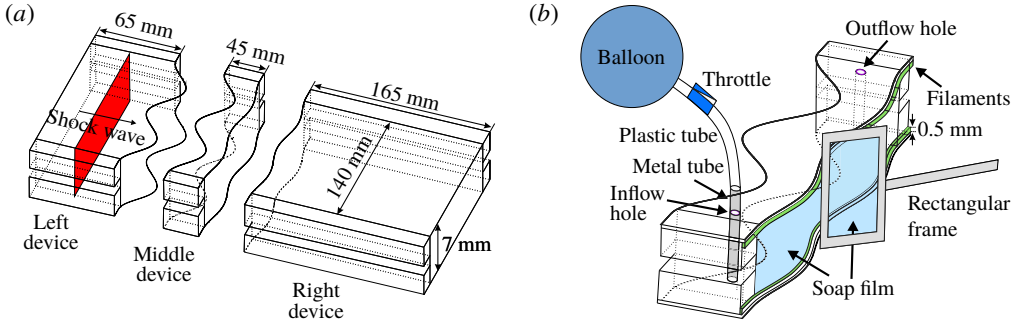 (a)
65 mm
45 mm
165 mm
Shock wave
140 mm
7 mm
Left
device
Middle
device
Right
device
(b)
Balloon
Throttle
Plastic tube
Metal tube
Inflow
hole
Outflow hole
Filaments
0.5 mm
Rectangular
frame
Soap film